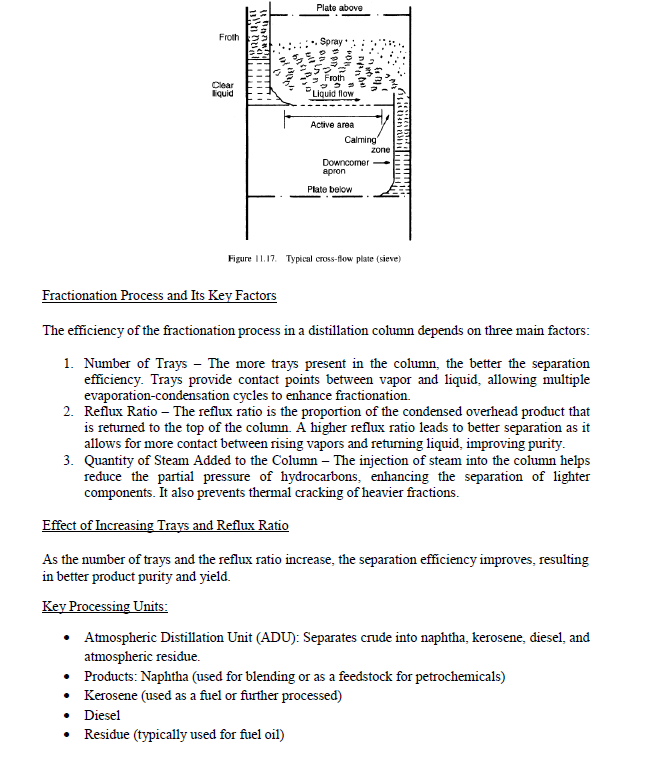 Plate above
Froth
Spray
Froth
Clear
liquid
Liquid flow
Active area
Calming
zone
Downcomer
apron
Plate below
Figure 11.17. Typical cross-flow plate (sieve)
Fractionation Process and Its Key Factors
The efficiency of the fractionation process in a distillation column depends on three main factors:
1. Number of Trays – The more trays present in the column, the better the separation
efficiency. Trays provide contact points between vapor and liquid, allowing multiple
evaporation-condensation cycles to enhance fractionation.
2. Reflux Ratio – The reflux ratio is the proportion of the condensed overhead product that
is returned to the top of the column. A higher reflux ratio leads to better separation as it
allows for more contact between rising vapors and returning liquid, improving purity.
3. Quantity of Steam Added to the Column – The injection of steam into the column helps
reduce the partial pressure of hydrocarbons, enhancing the separation of lighter
components. It also prevents thermal cracking of heavier fractions.
Effect of Increasing Trays and Reflux Ratio
As the number of trays and the reflux ratio increase, the separation efficiency improves, resulting
in better product purity and yield.
Key Processing Units:
• Atmospheric Distillation Unit (ADU): Separates crude into naphtha, kerosene, diesel, and
atmospheric residue.
• Products: Naphtha (used for blending or as a feedstock for petrochemicals)
• Kerosene (used as a fuel or further processed)
• Diesel
• Residue (typically used for fuel oil)